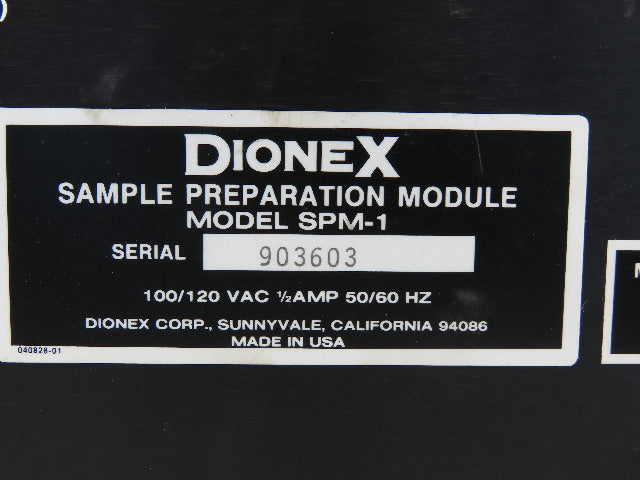 )
DIONEX
SAMPLE PREPARATION MODULE
MODEL SPM-1
SERIAL 903603
100/120 VAC ½AMP 50/60 HZ
DIONEX CORP., SUNNYVALE, CALIFORNIA 94086
MADE IN USA
040828-01
M